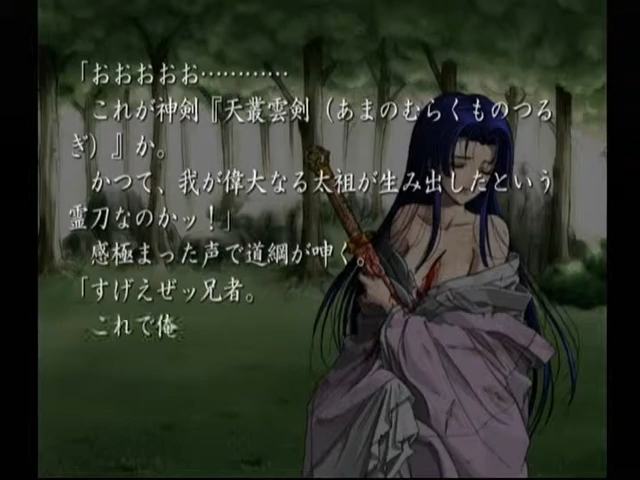 「おおおおお…………
これが神剣『天叢雲剣（あまのむらくものつる
ぎ）』か。
かつて、我が偉大なる太祖が生み出したという
霊刀なのかッ！」
感極まった声で道綱が呻く。
「すげえぜッ兄者。
これで俺